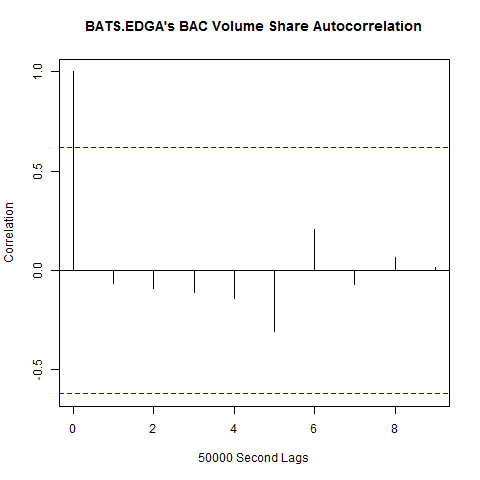 BATS.EDGA's BAC Volume Share Autocorrelation
Correlation
1.0
0.5
0.0
-0.5
0 2 4 6 8
50000 Second Lags